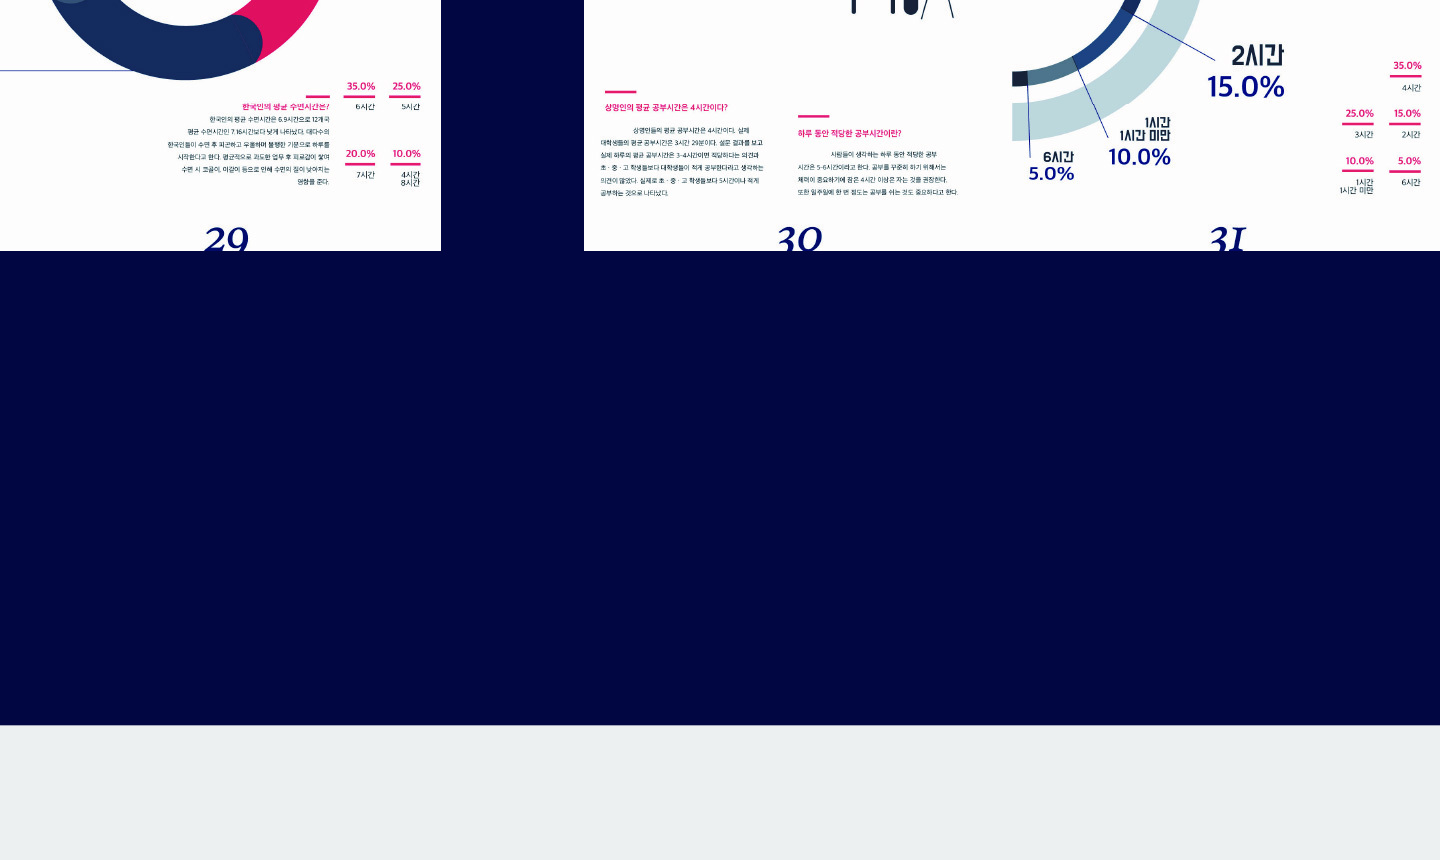 35.0%
25.0%
6시간
5시간
20.0%
10.0%
7시간
4시간
8시간
한국인의 평균 수면시간은?
한국인의 평균 수면시간은 6.9시간으로 12개국
평균 수면시간인 7.16시간보다 낮게 나타났다. 대다수의
한국인들이 수면 후 피곤하고 우울하며 불행한 기분으로 하루를
시작한다고 한다. 평균적으로 과도한 업무 후 피로감이 쌓여
수면 시 코골이, 이갈이 등으로 인해 수면의 질이 낮아지는
영향을 준다.
29
상명인의 평균 공부시간은 4시간이다?
상명인들의 평균 공부시간은 4시간이다. 실제
대학생들의 평균 공부시간은 3시간 29분이다. 설문 결과를 보고
실제 하루의 평균 공부시간은 3-4시간이면 적당하다는 의견과
초·중·고 학생들보다 대학생들이 적게 공부한다라고 생각하는
의견이 많았다. 실제로 초·중·고 학생들보다 5시간이나 적게
공부하는 것으로 나타났다.
하루 동안 적당한 공부시간이란?
사람들이 생각하는 하루 동안 적당한 공부
시간은 5-6시간이라고 한다. 공부를 꾸준히 하기 위해서는
체력이 중요하기에 잠은 4시간 이상은 자는 것을 권장한다.
또한 일주일에 한 번 정도는 공부를 쉬는 것도 중요하다고 한다.
30
2시간
15.0%
1시간
1시간 미만
10.0%
6시간
5.0%
35.0%
4시간
25.0%
15.0%
3시간
2시간
10.0%
5.0%
1시간
1시간 미만
6시간
31